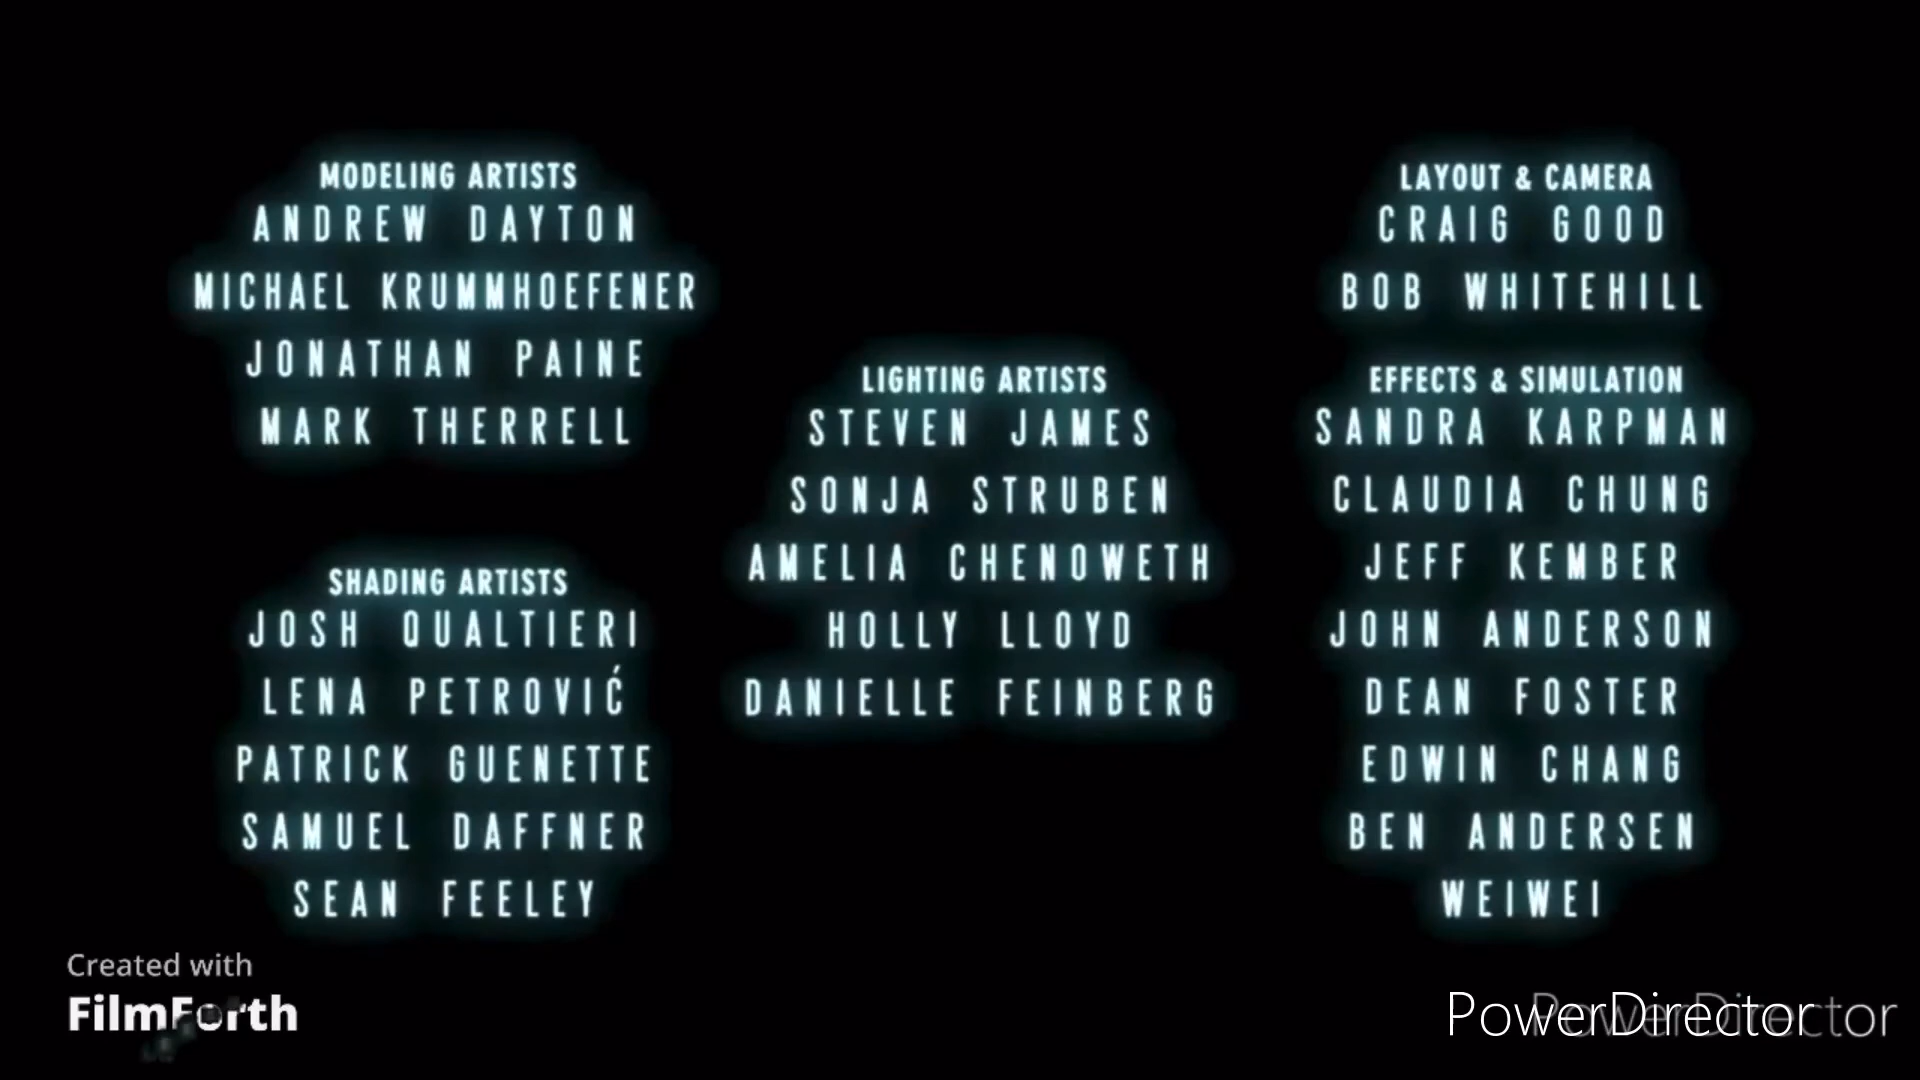 MODELING ARTISTS
ANDREW DAYTON
MICHAEL KRUMMHOEFENER
JONATHAN PAINE
MARK THERRELL
SHADING ARTISTS
JOSH QUALTIERI
LENA PETROVIĆ
PATRICK GUENETTE
SAMUEL DAFFNER
SEAN FEELEY
LIGHTING ARTISTS
STEVEN JAMES
SONJA STRUBEN
AMELIA CHENOWETH
HOLLY LLOYD
DANIELLE FEINBERG
LAYOUT & CAMERA
CRAIG GOOD
BOB WHITEHILL
EFFECTS & SIMULATION
SANDRA KARPMAN
CLAUDIA CHUNG
JEFF KEMBER
JOHN ANDERSON
DEAN FOSTER
EDWIN CHANG
BEN ANDERSEN
WEIWEI
Created with
FilmForth
PowerDirector
PowerDirector